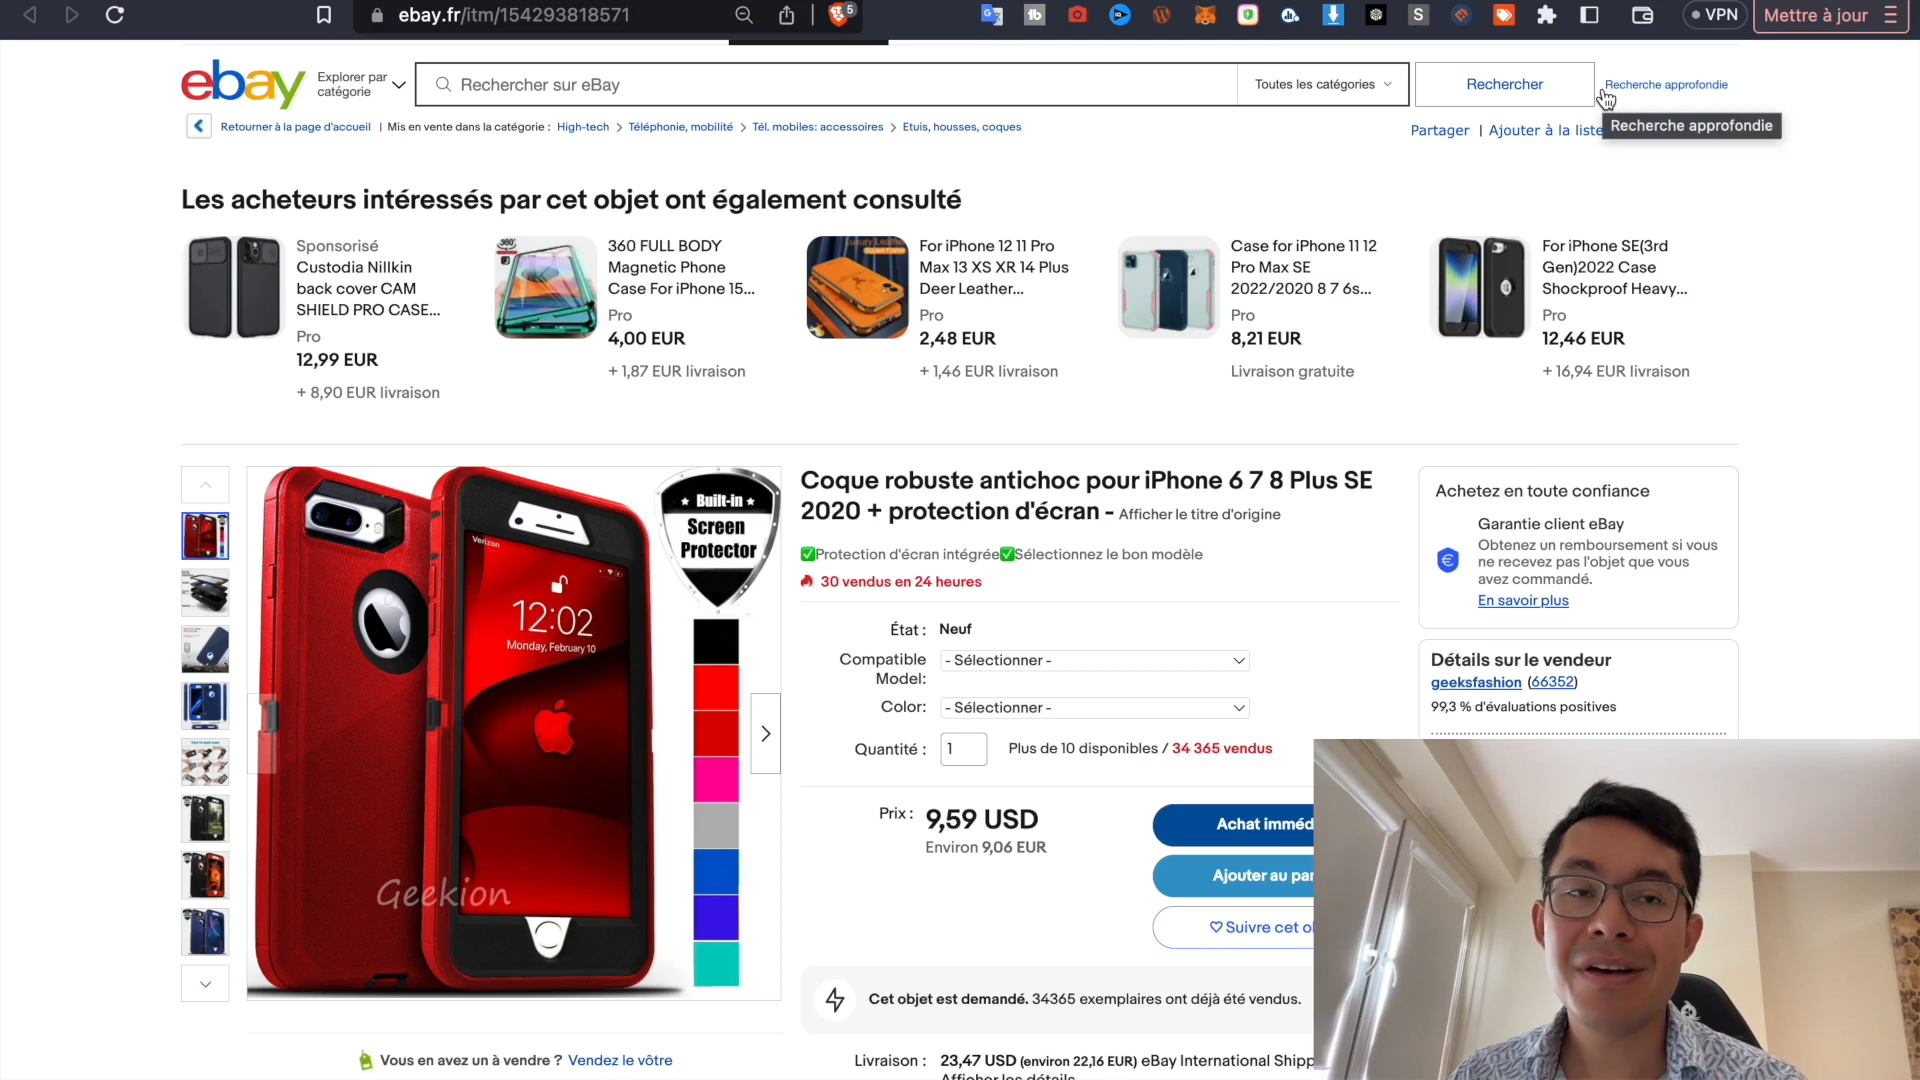 ebay.fr/itm/154293818571
5
VPN
Mettre à jour
ebay
Explorer par
catégorie
Rechercher sur eBay
Toutes les catégories
Rechercher
Recherche approfondie
Recherche approfondie
Retourner à la page d'accueil | Mis en vente dans la catégorie : High-tech > Téléphonie, mobilité > Tél. mobiles: accessoires > Etuis, housses, coques
Partager | Ajouter à la liste
Les acheteurs intéressés par cet objet ont également consulté
Sponsorisé
Custodia Nillkin
back cover CAM
SHIELD PRO CASE...
Pro
12,99 EUR
+ 8,90 EUR livraison
360°
360 FULL BODY
Magnetic Phone
Case For iPhone 15...
Pro
4,00 EUR
+ 1,87 EUR livraison
Luxury Leather
For iPhone 12 11 Pro
Max 13 XS XR 14 Plus
Deer Leather...
Pro
2,48 EUR
+ 1,46 EUR livraison
Case for iPhone 11 12
Pro Max SE
2022/2020 8 7 6s...
Pro
8,21 EUR
Livraison gratuite
For iPhone SE(3rd
Gen)2022 Case
Shockproof Heavy...
Pro
12,46 EUR
+ 16,94 EUR livraison
Built-in
Screen
Protector
Verizon
12:02
Monday, February 10
Geekion
Coque robuste antichoc pour iPhone 6 7 8 Plus SE
2020 + protection d'écran - Afficher le titre d'origine
✅Protection d'écran intégrée✅Sélectionnez le bon modèle
30 vendus en 24 heures
État : Neuf
Compatible
Model:
- Sélectionner -
Color: - Sélectionner -
Quantité : 1 Plus de 10 disponibles / 34 365 vendus
Prix : 9,59 USD
Environ 9,06 EUR
Achat imméd
Ajouter au pan
Suivre cet ob
Cet objet est demandé. 34365 exemplaires ont déjà été vendus.
Livraison : 23,47 USD (environ 22,16 EUR) eBay International Shipp
Afficher les détails
Achetez en toute confiance
Garantie client eBay
Obtenez un remboursement si vous
ne recevez pas l'objet que vous
avez commandé.
En savoir plus
Détails sur le vendeur
geeksfashion (66352)
99,3 % d'évaluations positives
Vous en avez un à vendre ? Vendez le vôtre